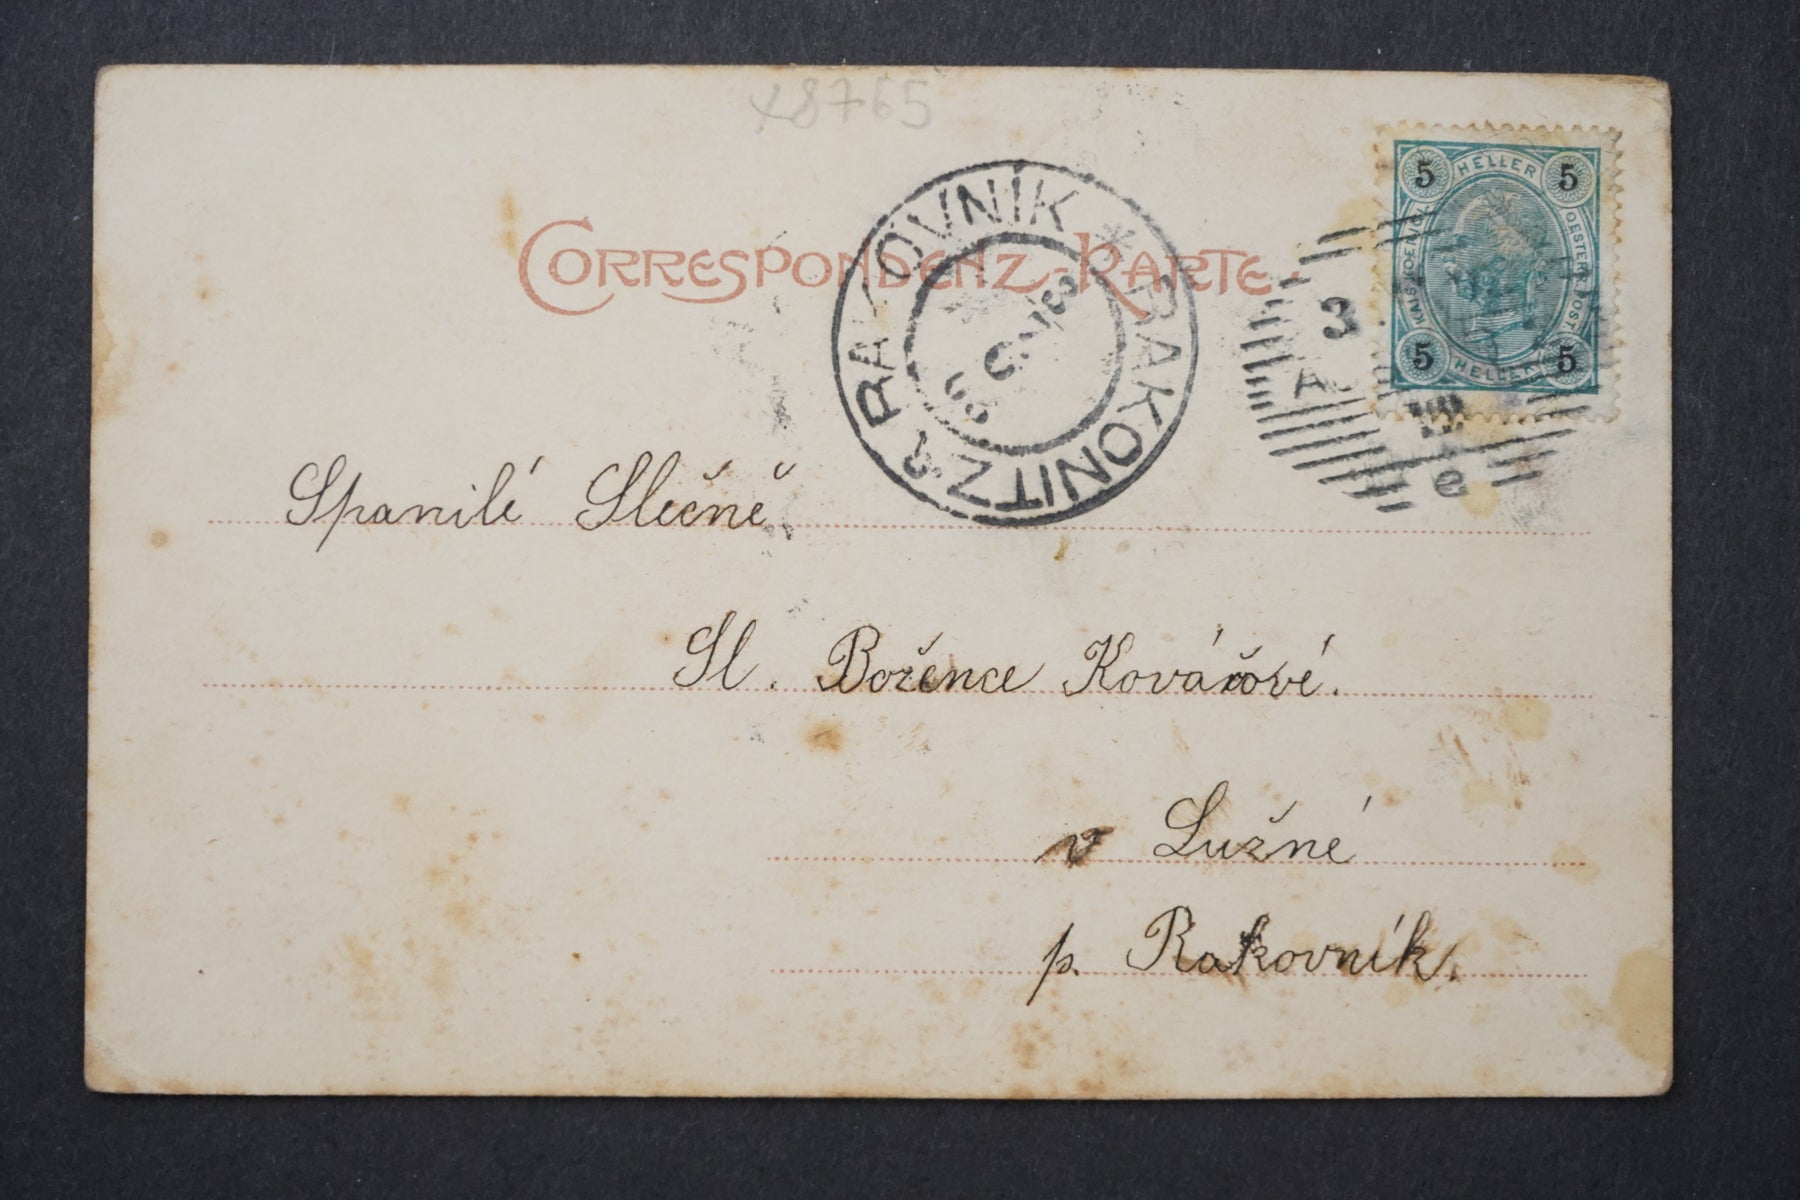 x8765
CORRESPONDENZ-KARTE.
RAKOVNÍK * RAKONITZ &
5 HELLER 5
KAIS. KOENIGL. OESTERR. POST.
5 HELLER 5
3
e
Spanilé Slečně
Sl. Božence Kovářové.
v Lužné
p. Rakovník.